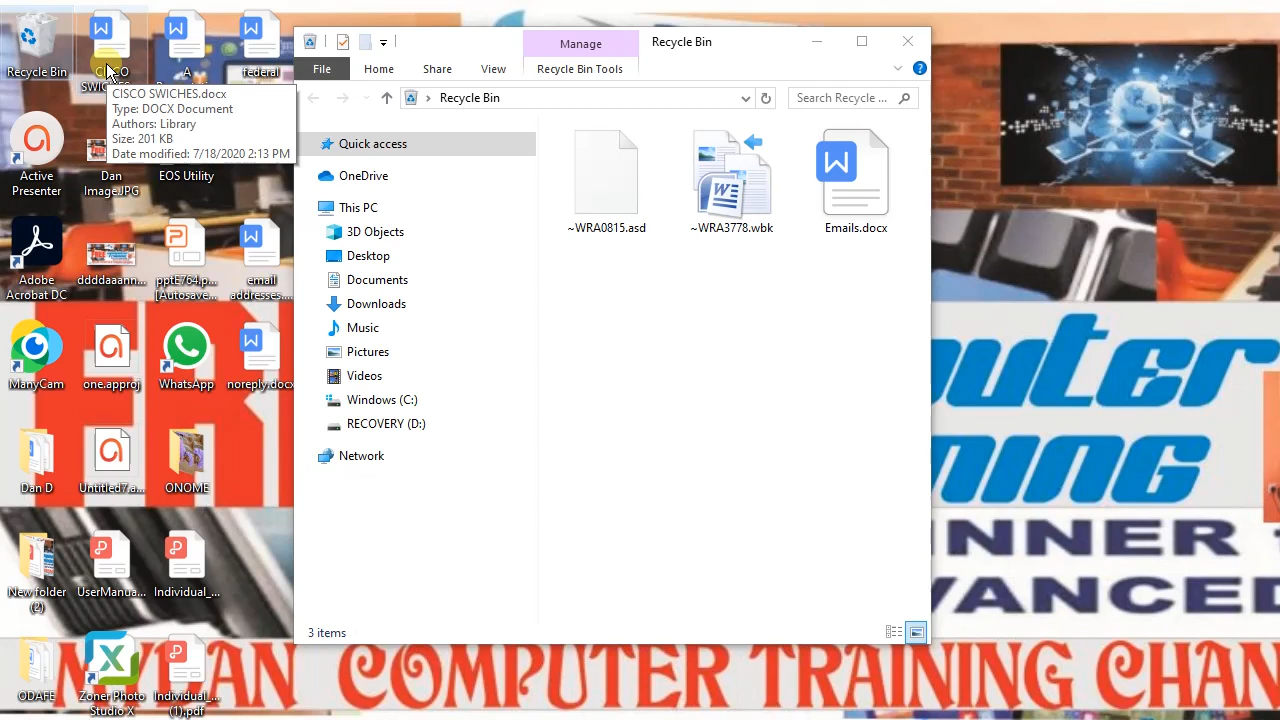 Recycle Bin
federal
CISCO SWICHES.docx
Type: DOCX Document
Authors: Library
Size: 201 KB
Date modified: 7/18/2020 2:13 PM
Active
Presenter
Dan
Image.JPG
EOS Utility
Adobe
Acrobat DC
ddddaaann...
pptE764.p...
[Autosave...
email
addresses....
ManyCam
one.approj
WhatsApp
noreply.docx
Dan D
Untitled7.a...
ONOME
New folder
(2)
UserManua...
Individual_...
ODAFE
Zoner Photo
Studio X
Individual_...
(1).pdf
Manage
Recycle Bin
File
Home
Share
View
Recycle Bin Tools
Recycle Bin
Search Recycle ...
Quick access
OneDrive
This PC
3D Objects
Desktop
Documents
Downloads
Music
Pictures
Videos
Windows (C:)
RECOVERY (D:)
Network
~WRA0815.asd
~WRA3778.wbk
Emails.docx
3 items
COMPUTER TRAINING CHAN